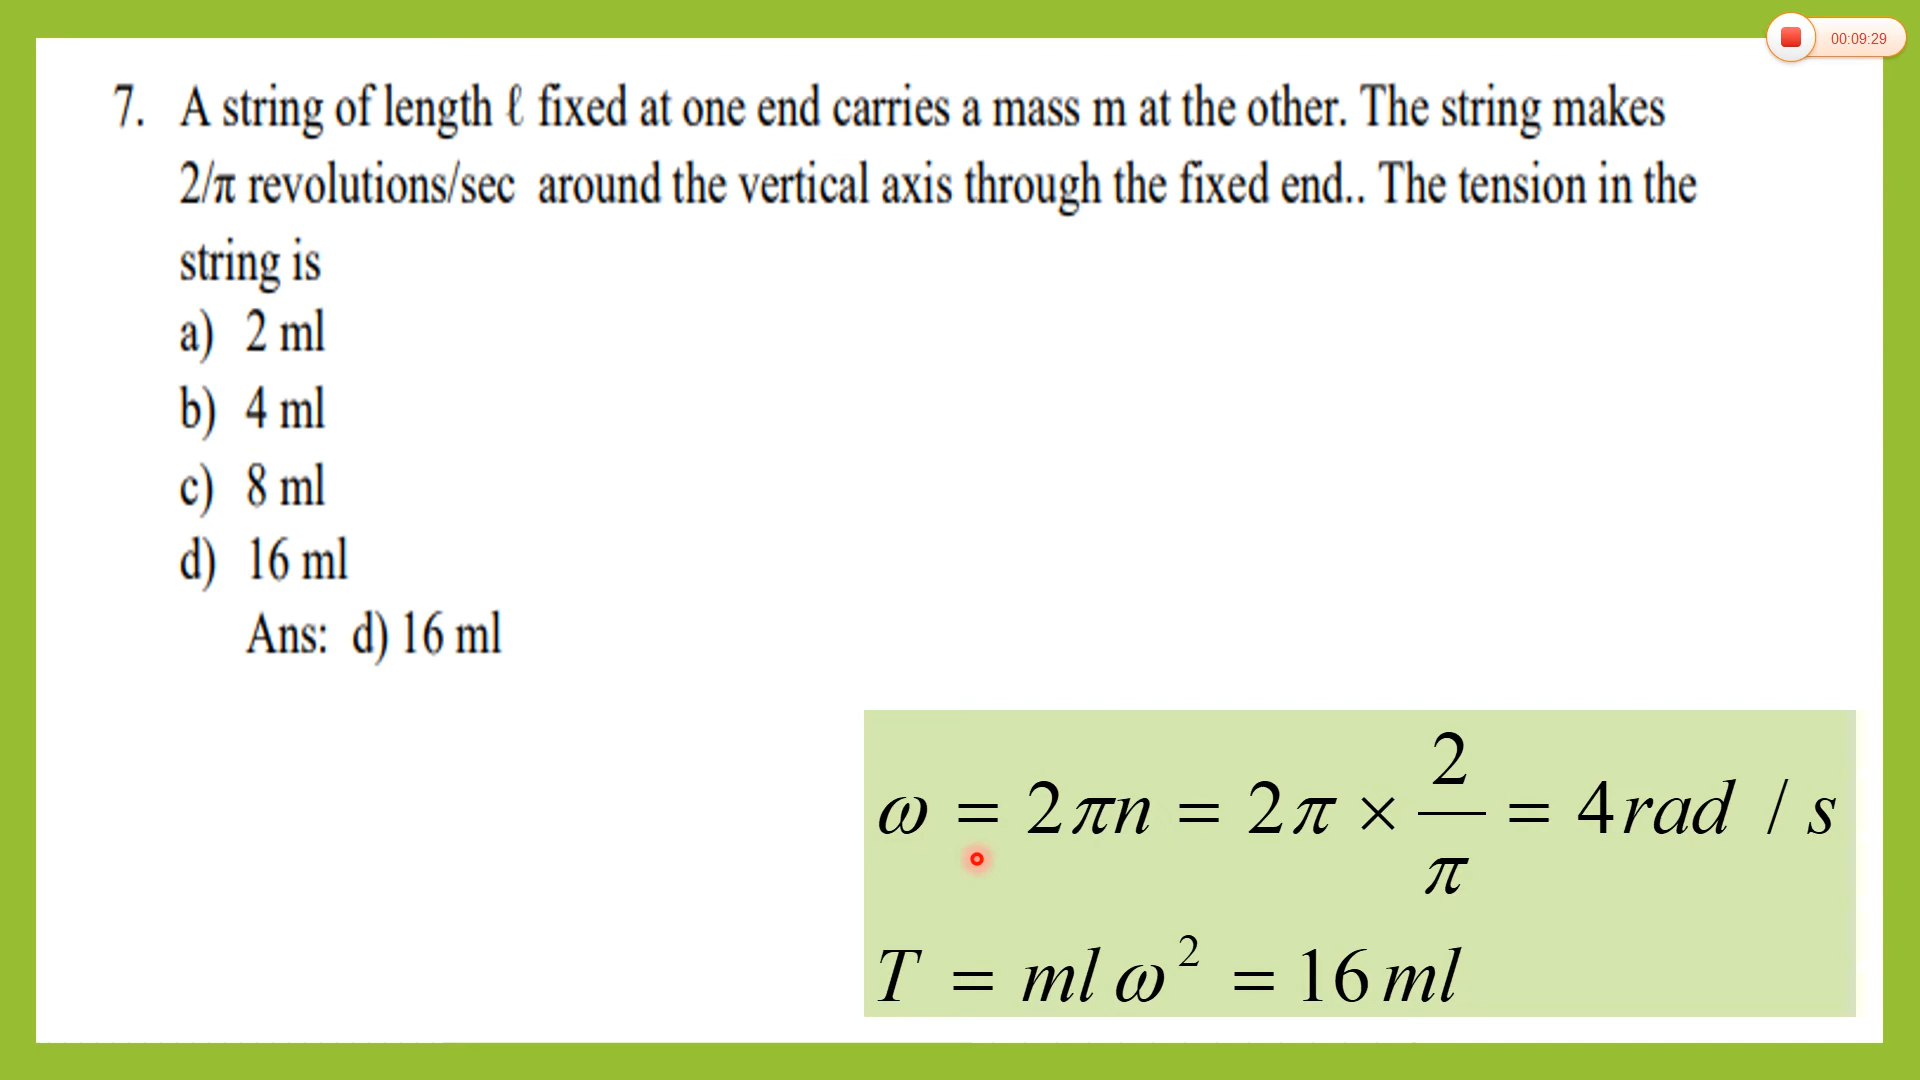 00:09:29
7. A string of length ℓ fixed at one end carries a mass m at the other. The string makes
2/π revolutions/sec around the vertical axis through the fixed end.. The tension in the
string is
a) 2 ml
b) 4 ml
c) 8 ml
d) 16 ml
Ans: d) 16 ml
ω = 2πn = 2π × 2/π = 4 rad / s
T = ml ω² = 16 ml